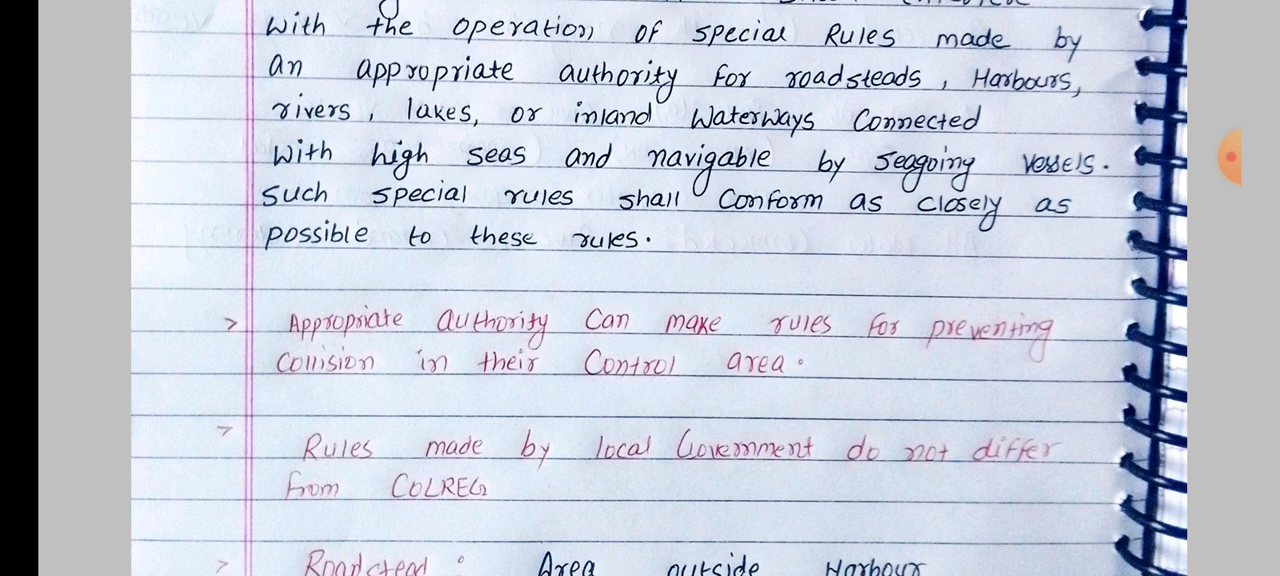 with the operation of special Rules made by
an appropriate authority for roadsteads, Harbours,
rivers, lakes, or inland Waterways Connected
with high seas and navigable by seagoing vessels.
such special rules shall conform as closely as
possible to these rules.
> Appropriate authority can make rules for preventing
Collision in their Control area.
> Rules made by local Government do not differ
from COLREG
> Roadstead : Area outside Harbour